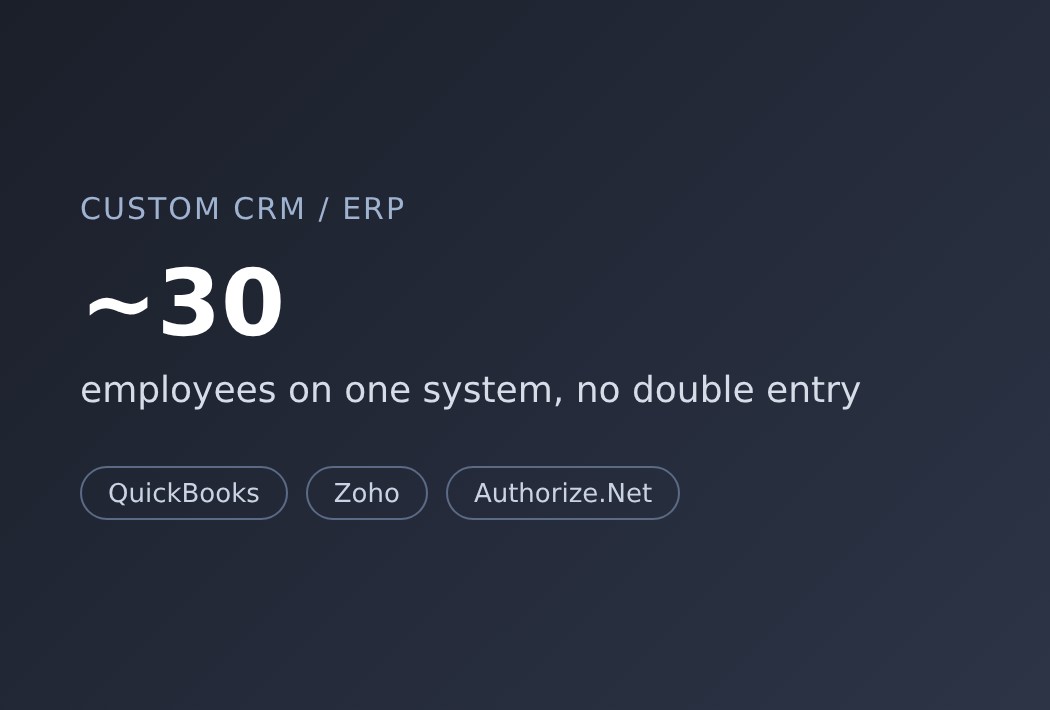 CUSTOM CRM / ERP
~30
employees on one system, no double entry
QuickBooks Zoho Authorize.Net